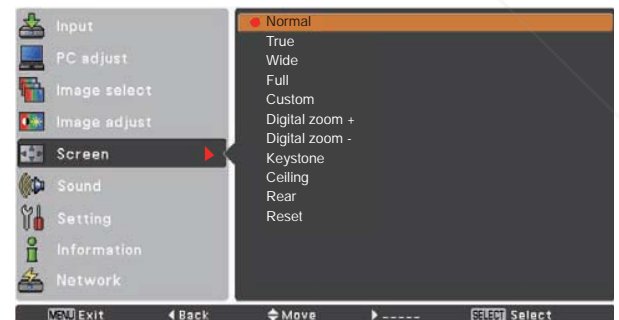 Input
PC adjust
Image select
Image adjust
Screen
Sound
Setting
Information
Network
Normal
True
Wide
Full
Custom
Digital zoom +
Digital zoom -
Keystone
Ceiling
Rear
Reset
MENU Exit ◀ Back ◆ Move ▶ ----- SELECT Select